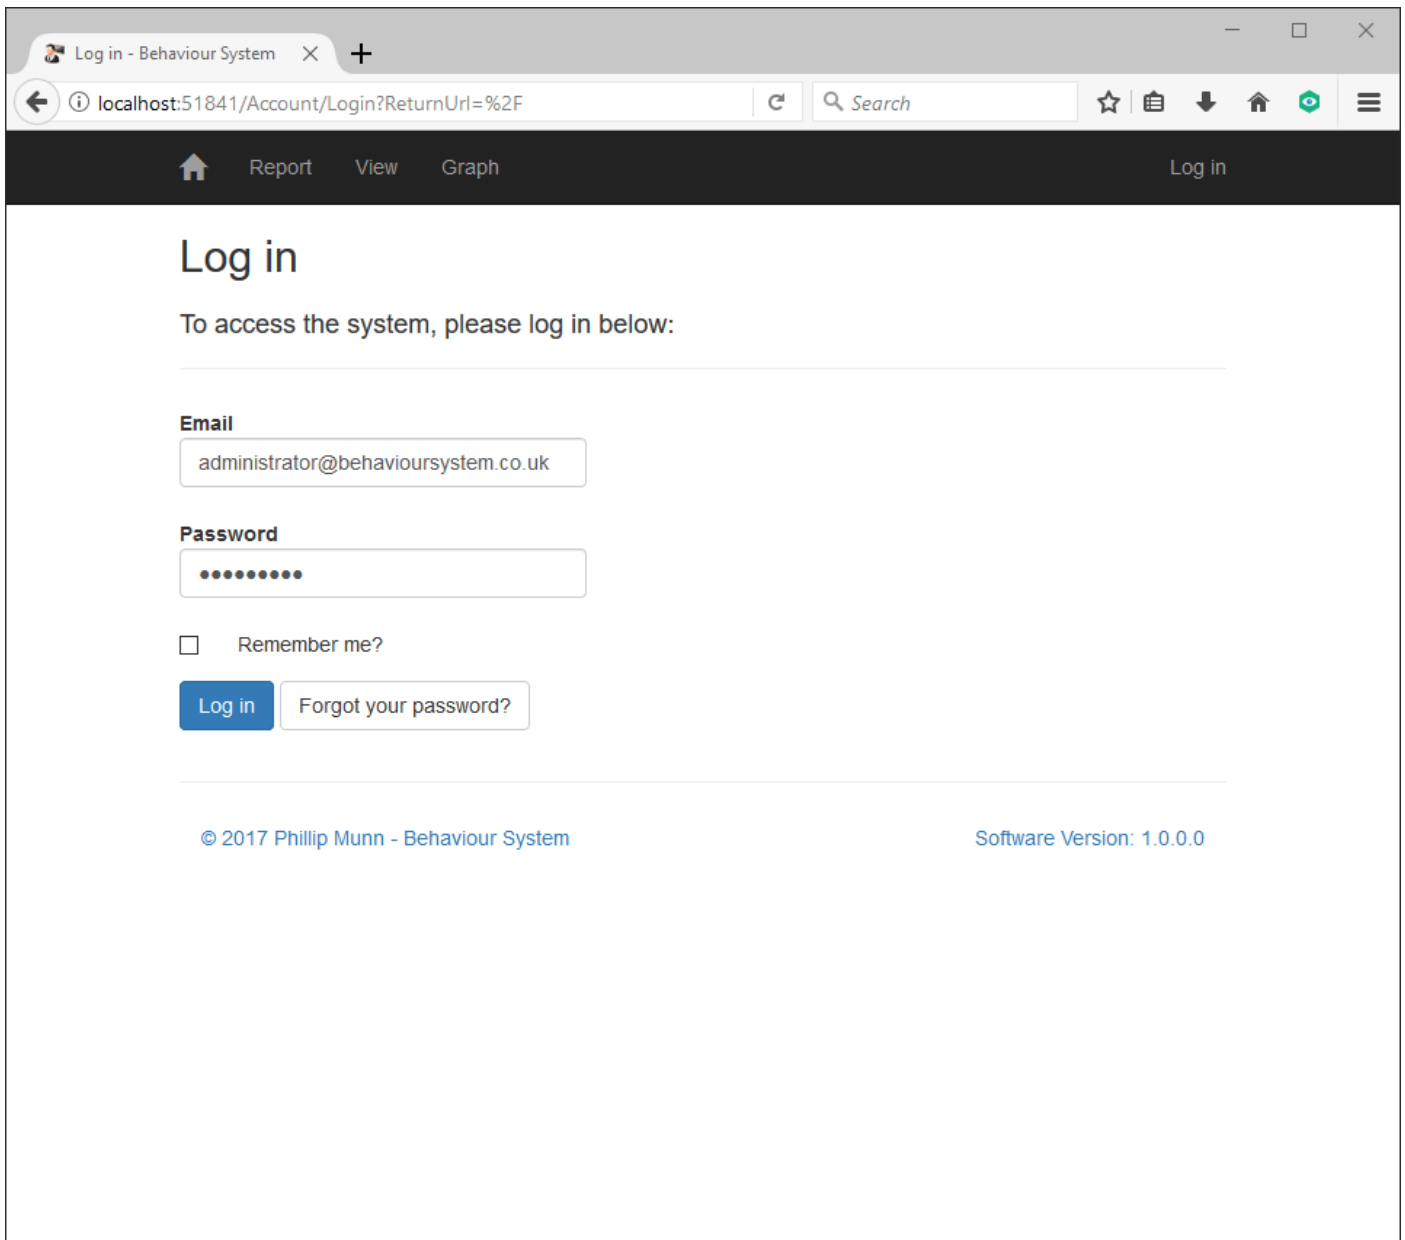 Log in - Behaviour System
localhost:51841/Account/Login?ReturnUrl=%2F
Search
Report View Graph Log in
Log in
To access the system, please log in below:
Email
administrator@behavioursystem.co.uk
Password
●●●●●●●●●
Remember me?
Log in Forgot your password?
© 2017 Phillip Munn - Behaviour System Software Version: 1.0.0.0